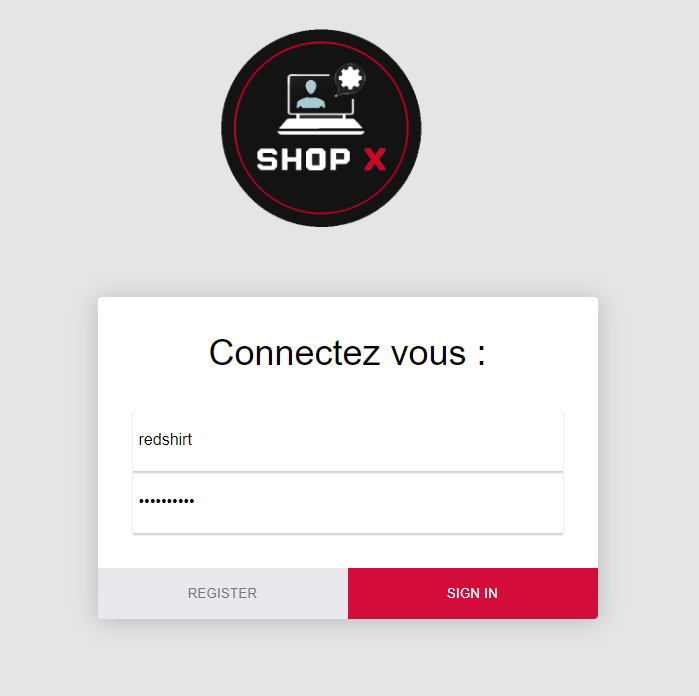 SHOP X
Connectez vous :
redshirt
••••••••••
REGISTER
SIGN IN